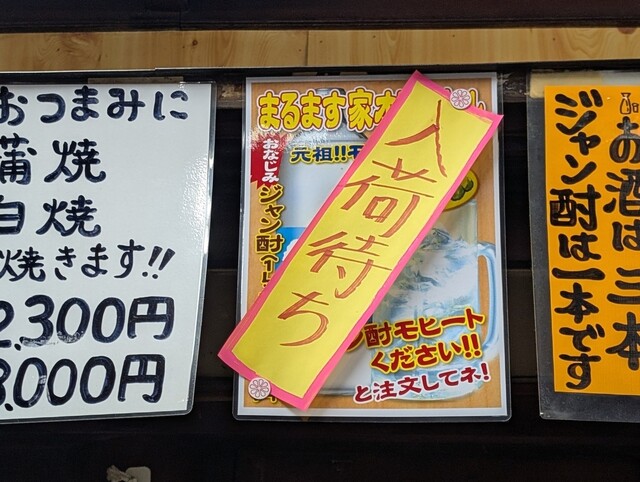 おつまみに
蒲焼
白焼
焼きます!!
2,300円
3,000円
まるます家
おなじみ
元祖!!
ジャン酎
入荷待ち
酎モヒート
ください!!
と注文してネ!
お酒は三本
ジャン酎は一本です